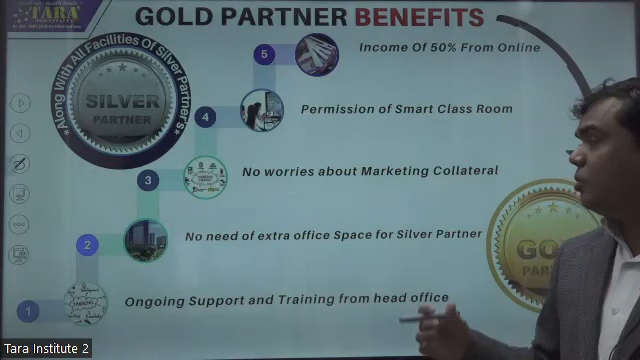 TARA
INSTITUTE
GOLD PARTNER BENEFITS
Along With All Facilities Of Silver Partners
SILVER
PARTNER
5
Income Of 50% From Online
4
Permission of Smart Class Room
3
No worries about Marketing Collateral
2
No need of extra office Space for Silver Partner
1
Ongoing Support and Training from head office
Tara Institute 2